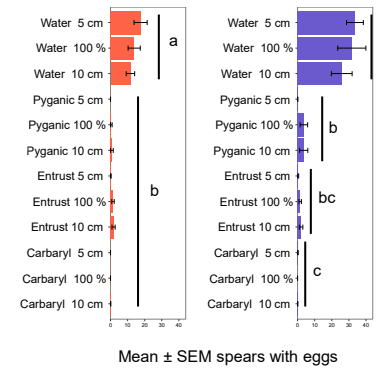 Water 5 cm
Water 100 %
Water 10 cm
Pyganic 5 cm
Pyganic 100 %
Pyganic 10 cm
Entrust 5 cm
Entrust 100 %
Entrust 10 cm
Carbaryl 5 cm
Carbaryl 100 %
Carbaryl 10 cm
a
b
0 10 20 30 40
Water 5 cm
Water 100 %
Water 10 cm
Pyganic 5 cm
Pyganic 100 %
Pyganic 10 cm
Entrust 5 cm
Entrust 100 %
Entrust 10 cm
Carbaryl 5 cm
Carbaryl 100 %
Carbaryl 10 cm
b
bc
c
0 10 20 30 40
Mean ± SEM spears with eggs